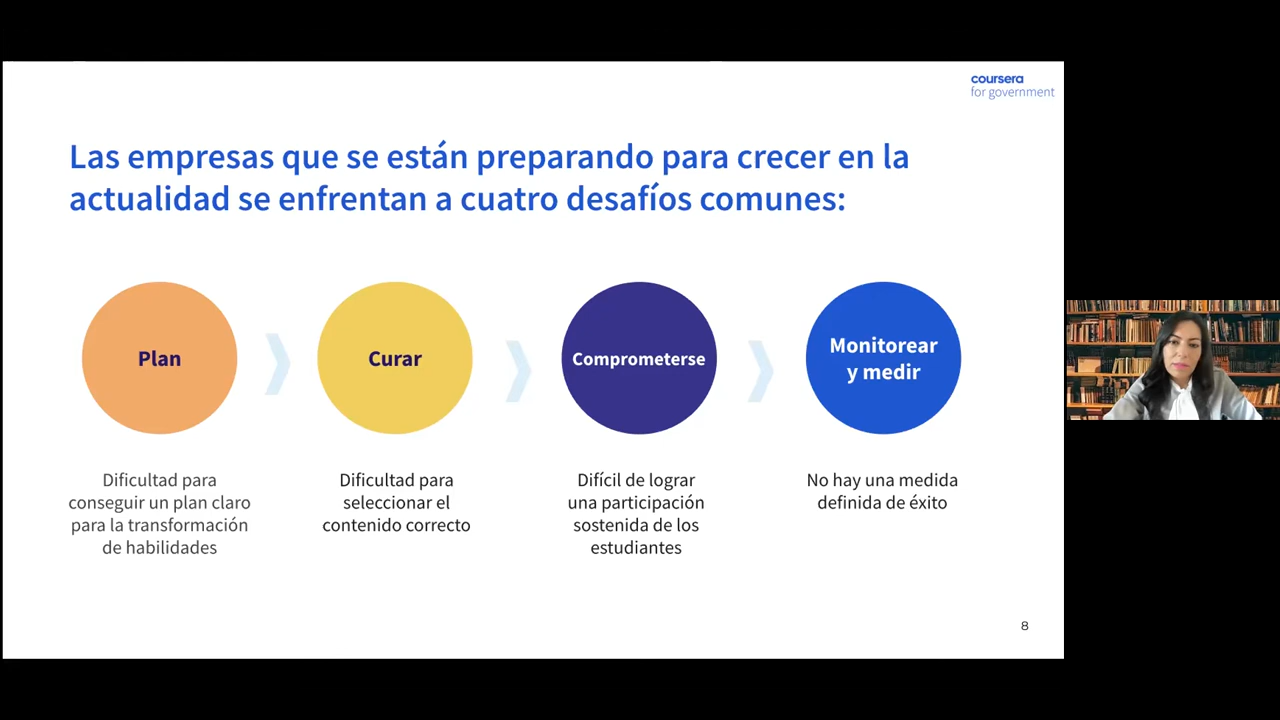 coursera
for government
Las empresas que se están preparando para crecer en la
actualidad se enfrentan a cuatro desafíos comunes:
Plan
Curar
Comprometerse
Monitorear
y medir
Dificultad para
conseguir un plan claro
para la transformación
de habilidades
Dificultad para
seleccionar el
contenido correcto
Difícil de lograr
una participación
sostenida de los
estudiantes
No hay una medida
definida de éxito
8